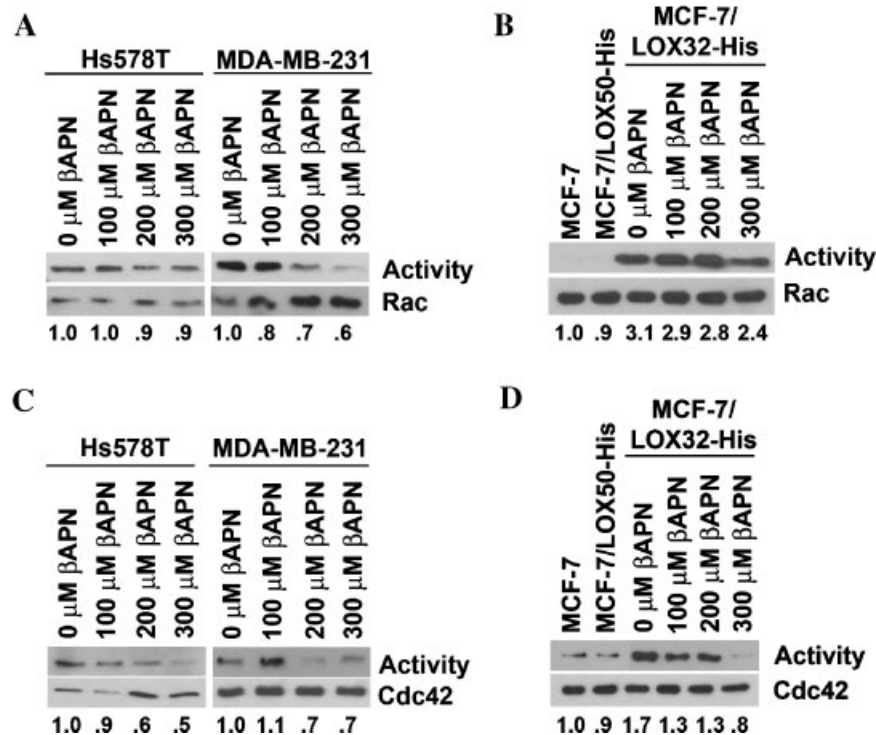 A
Hs578T MDA-MB-231
0 μM βAPN
100 μM βAPN
200 μM βAPN
300 μM βAPN
0 μM βAPN
100 μM βAPN
200 μM βAPN
300 μM βAPN
Activity
Rac
1.0 1.0 .9 .9 1.0 .8 .7 .6
B
MCF-7/
LOX32-His
MCF-7
MCF-7/LOX50-His
0 μM βAPN
100 μM βAPN
200 μM βAPN
300 μM βAPN
Activity
Rac
1.0 .9 3.1 2.9 2.8 2.4
C
Hs578T MDA-MB-231
0 μM βAPN
100 μM βAPN
200 μM βAPN
300 μM βAPN
0 μM βAPN
100 μM βAPN
200 μM βAPN
300 μM βAPN
Activity
Cdc42
1.0 .9 .6 .5 1.0 1.1 .7 .7
D
MCF-7/
LOX32-His
MCF-7
MCF-7/LOX50-His
0 μM βAPN
100 μM βAPN
200 μM βAPN
300 μM βAPN
Activity
Cdc42
1.0 .9 1.7 1.3 1.3 .8